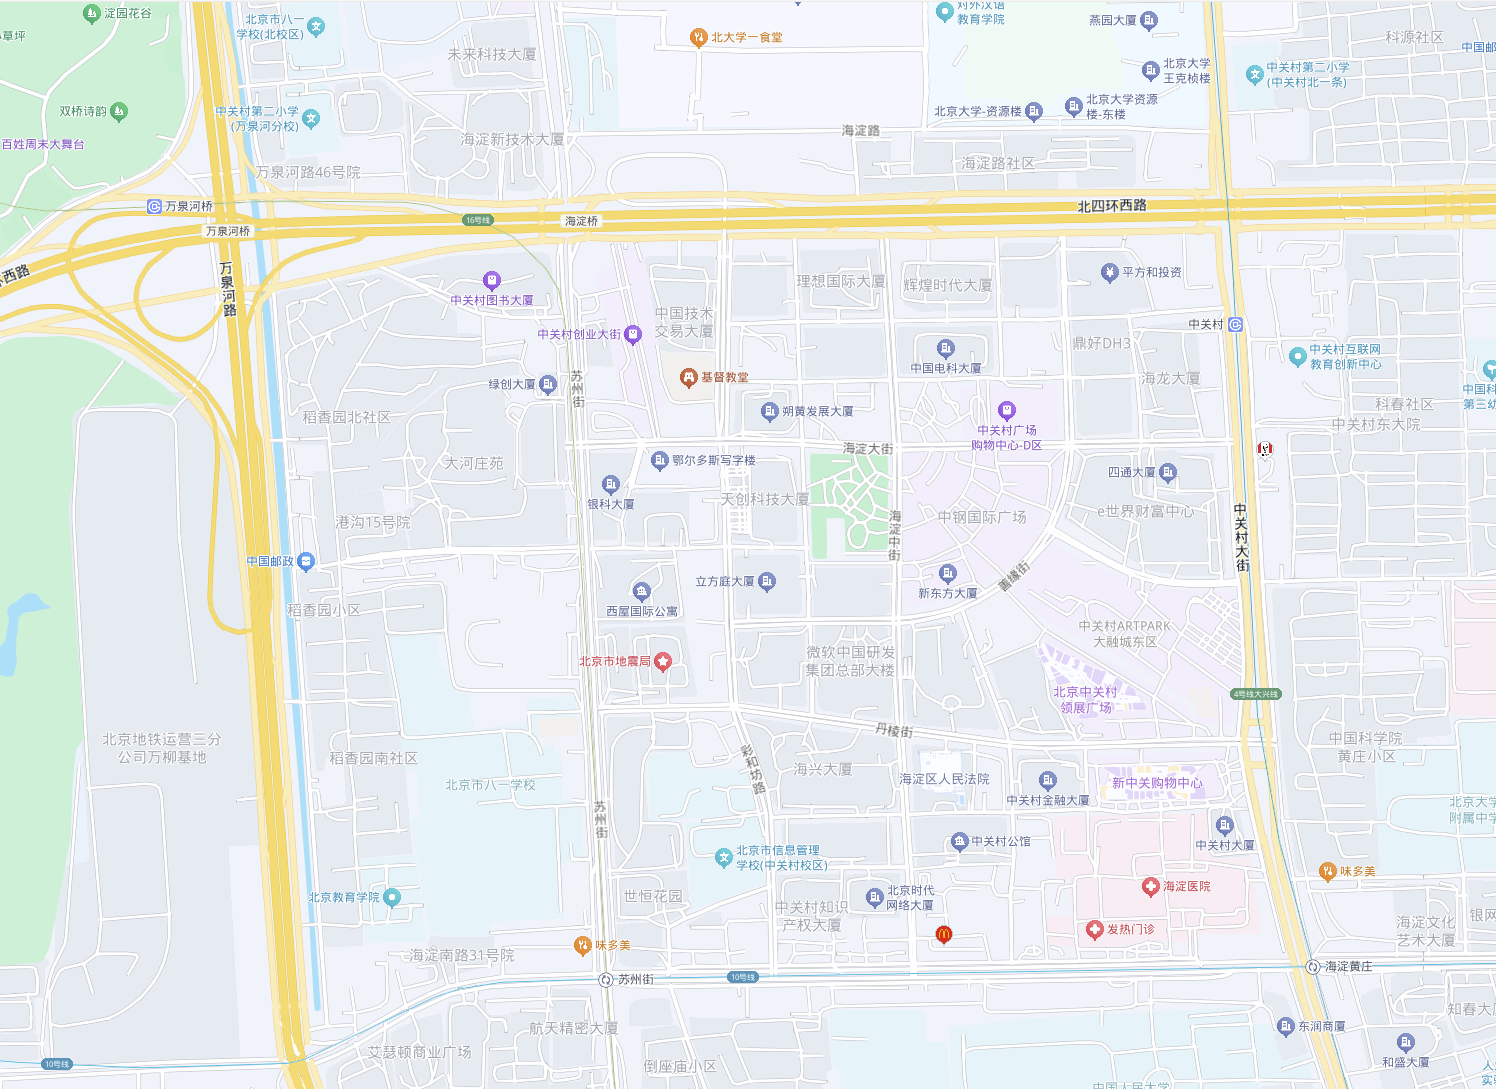 淀园花谷
草坪
北京市八一
学校(北校区)
未来科技大厦
北大学一食堂
对外汉语
教育学院
燕园大厦
科源社区
中国邮
北京大学
王克桢楼
中关村第二小学
(中关村北一条)
双桥诗韵
中关村第二小学
(万泉河分校)
北京大学-资源楼
北京大学资源
楼-东楼
百姓周末大舞台
海淀新技术大厦
海淀路
海淀路社区
万泉河路46号院
万泉河桥
16号线
海淀桥
北四环西路
万泉河桥
西路
万泉河路
中关村图书大厦
理想国际大厦
辉煌时代大厦
平方和投资
中国技术
交易大厦
中关村创业大街
中关村
鼎好DH3
中关村互联网
教育创新中心
中国电科大厦
基督教堂
海龙大厦
绿创大厦
苏州街
中国科
第三幼
朔黄发展大厦
科春社区
中关村东大院
稻香园北社区
中关村广场
购物中心-D区
海淀大街
大河庄苑
鄂尔多斯写字楼
四通大厦
银科大厦
天创科技大厦
e世界财富中心
港沟15号院
海淀中街
中钢国际广场
中关村大街
中国邮政
立方庭大厦
新东方大厦
善缘街
西屋国际公寓
稻香园小区
中关村ARTPARK
大融城东区
北京市地震局
微软中国研发
集团总部大楼
北京中关村
领展广场
4号线大兴线
丹棱街
北京地铁运营三分
公司万柳基地
稻香园南社区
彩和坊路
海兴大厦
海淀区人民法院
中国科学院
黄庄小区
北京市八一学校
中关村金融大厦
新中关购物中心
苏州街
北京大学
附属中学
中关村公馆
中关村大厦
北京市信息管理
学校(中关村校区)
味多美
北京教育学院
世恒花园
北京时代
网络大厦
海淀医院
中关村知识
产权大厦
海淀文化
艺术大厦
银网
发热门诊
味多美
海淀南路31号院
苏州街
10号线
海淀黄庄
知春大厦
航天精密大厦
东润商厦
艾瑟顿商业广场
10号线
倒座庙小区
和盛大厦
中国人民大学